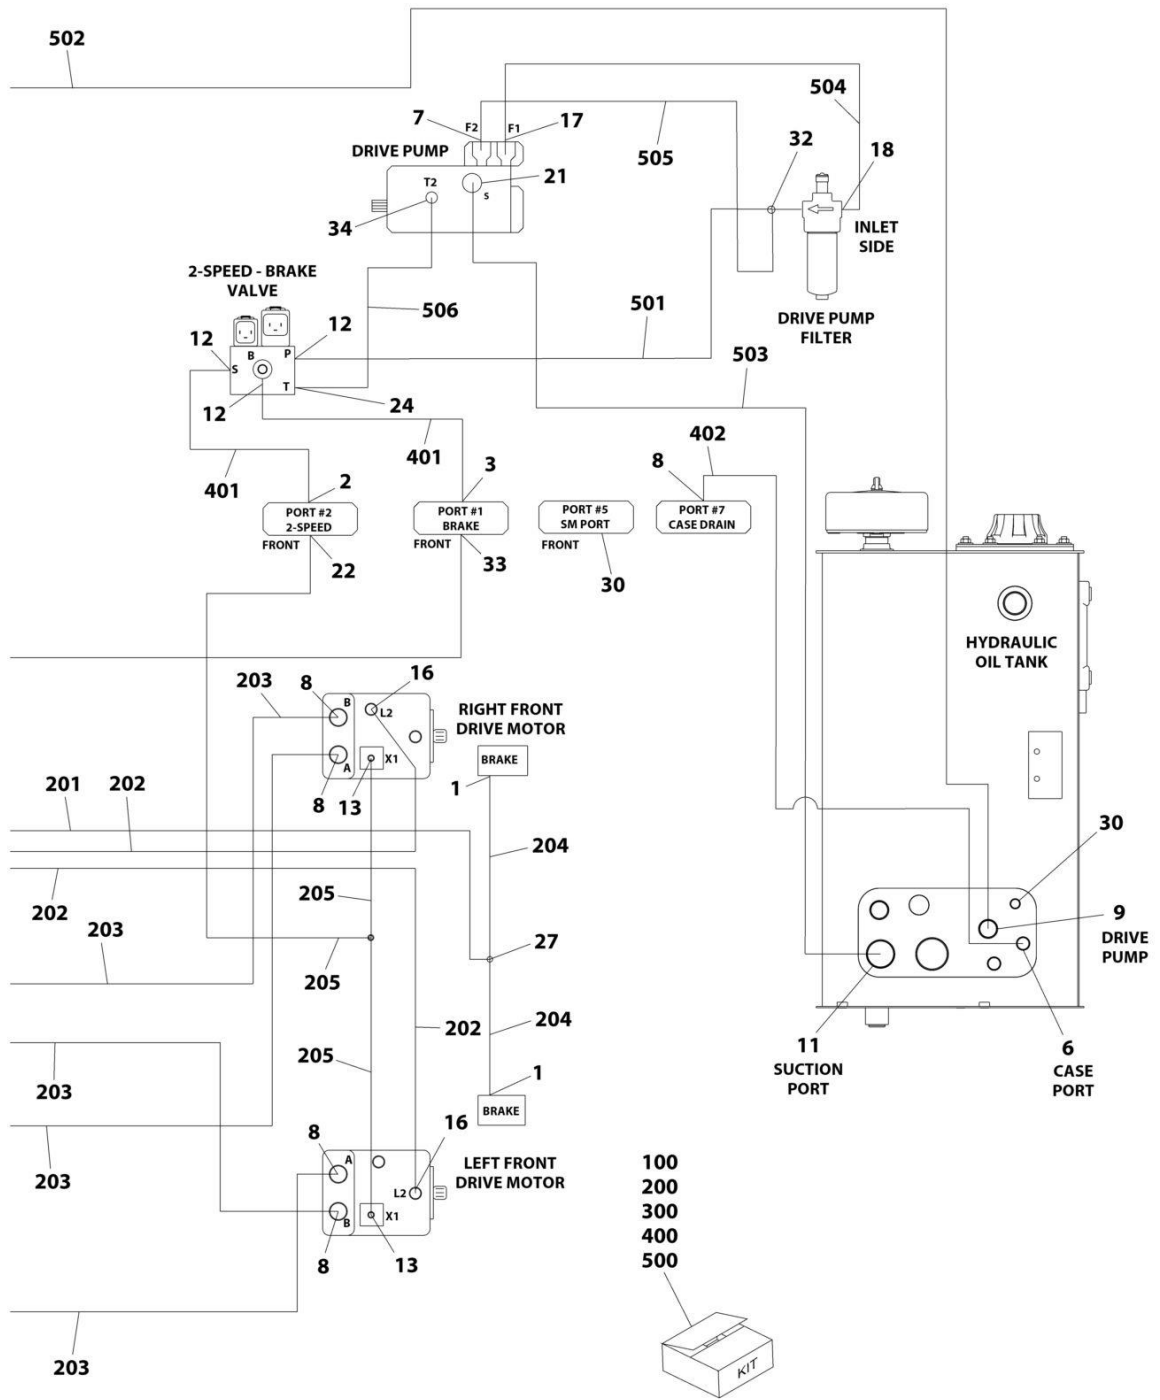 502
504
7
F2
F1
17
32
18
DRIVE PUMP
505
T2
S
21
34
INLET
SIDE
2-SPEED - BRAKE
VALVE
506
501
DRIVE PUMP
FILTER
12
12
B
P
S
T
12
24
503
401
401
402
2
3
8
PORT #2
2-SPEED
PORT #1
BRAKE
PORT #5
SM PORT
PORT #7
CASE DRAIN
FRONT
FRONT
FRONT
22
33
30
HYDRAULIC
OIL TANK
203
8
16
B
L2
RIGHT FRONT
DRIVE MOTOR
A
X1
BRAKE
201
202
8
13
1
204
30
205
202
203
9
27
DRIVE
PUMP
205
202
204
205
11
SUCTION
PORT
6
CASE
PORT
203
1
BRAKE
8
16
203
A
L2
LEFT FRONT
DRIVE MOTOR
B
X1
8
13
100
200
300
400
500
203
KIT